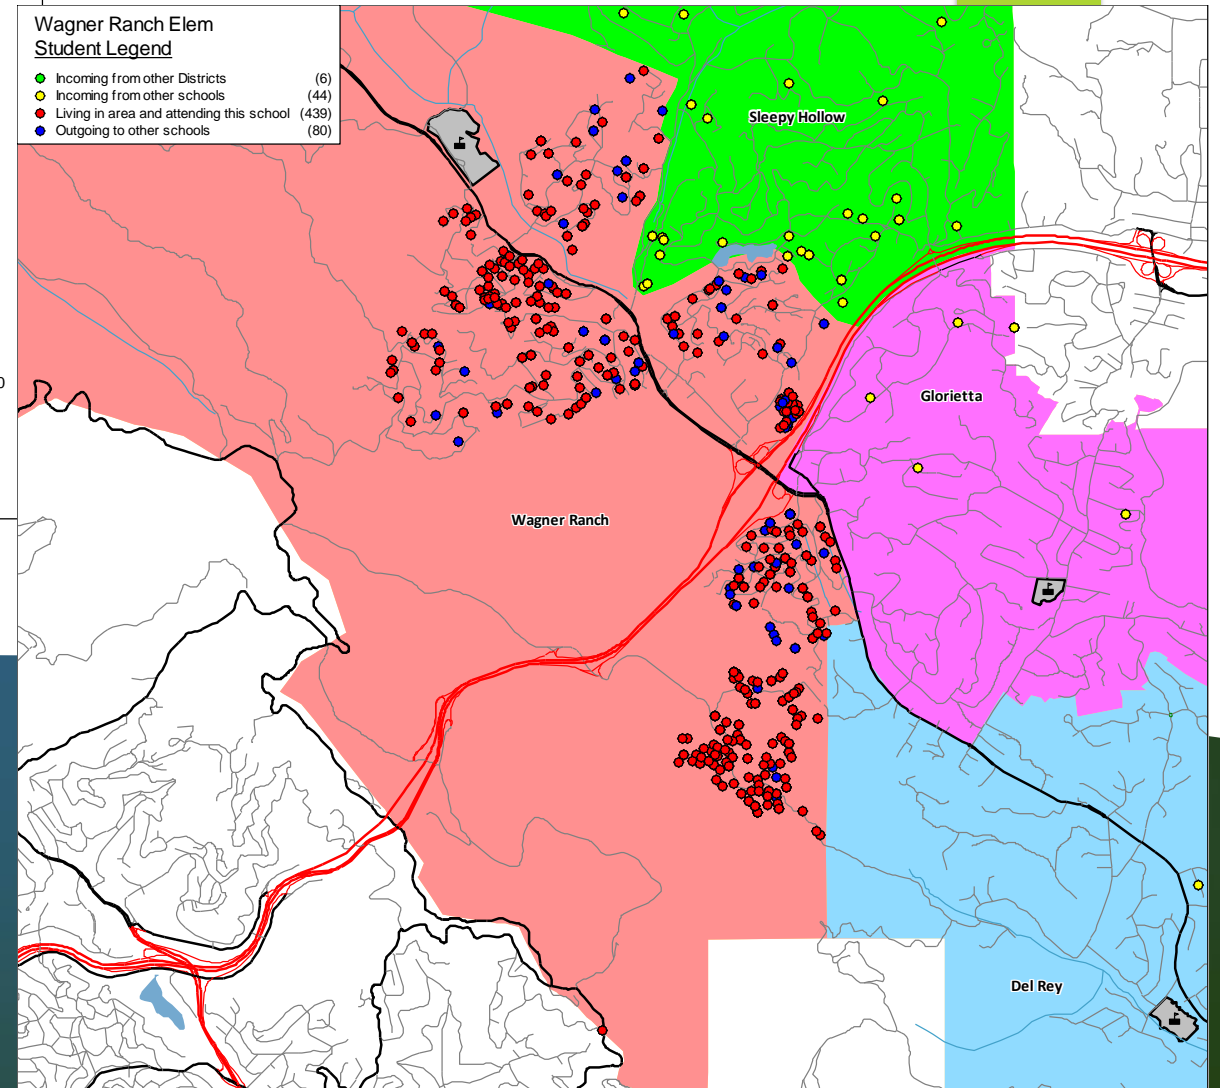 Wagner Ranch Elem
Student Legend
Incoming from other Districts (6)
Incoming from other schools (44)
Living in area and attending this school (439)
Outgoing to other schools (80)
Sleepy Hollow
0
Glorietta
Wagner Ranch
Del Rey